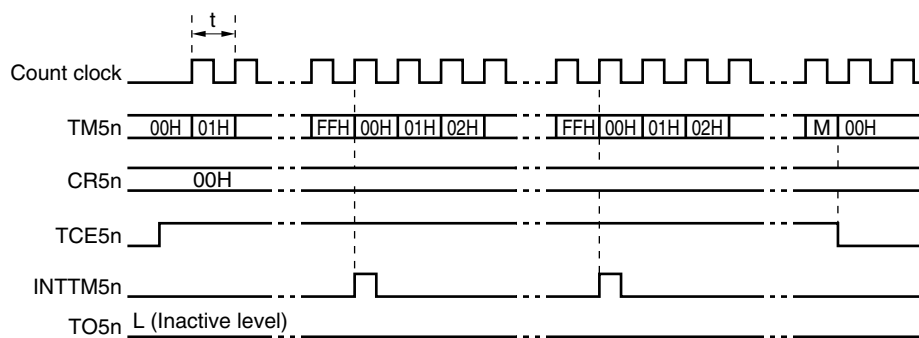 t
Count clock
TM5n 00H 01H FFH 00H 01H 02H FFH 00H 01H 02H M 00H
CR5n 00H
TCE5n
INTTM5n
TO5n L (Inactive level)